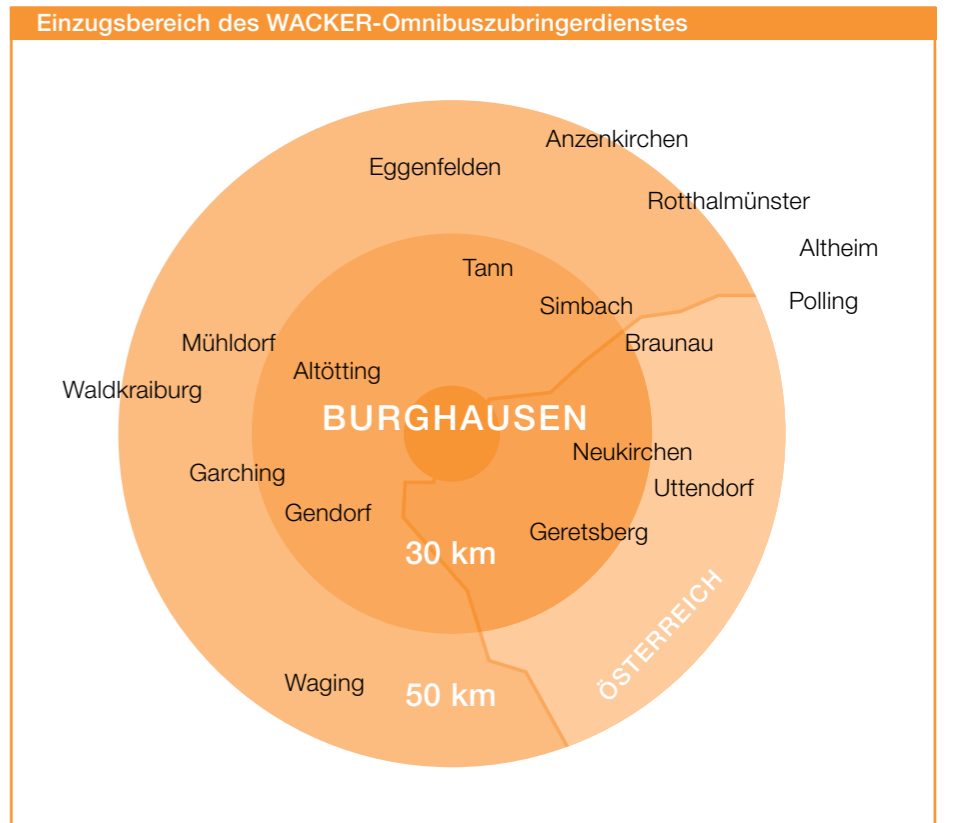 Einzugsbereich des WACKER-Omnibuszubringerdienstes
Anzenkirchen
Eggenfelden
Rotthalmünster
Altheim
Tann
Polling
Simbach
Mühldorf
Braunau
Altötting
Waldkraiburg
BURGHAUSEN
Neukirchen
Garching
Uttendorf
Gendorf
Geretsberg
30 km
ÖSTERREICH
Waging
50 km